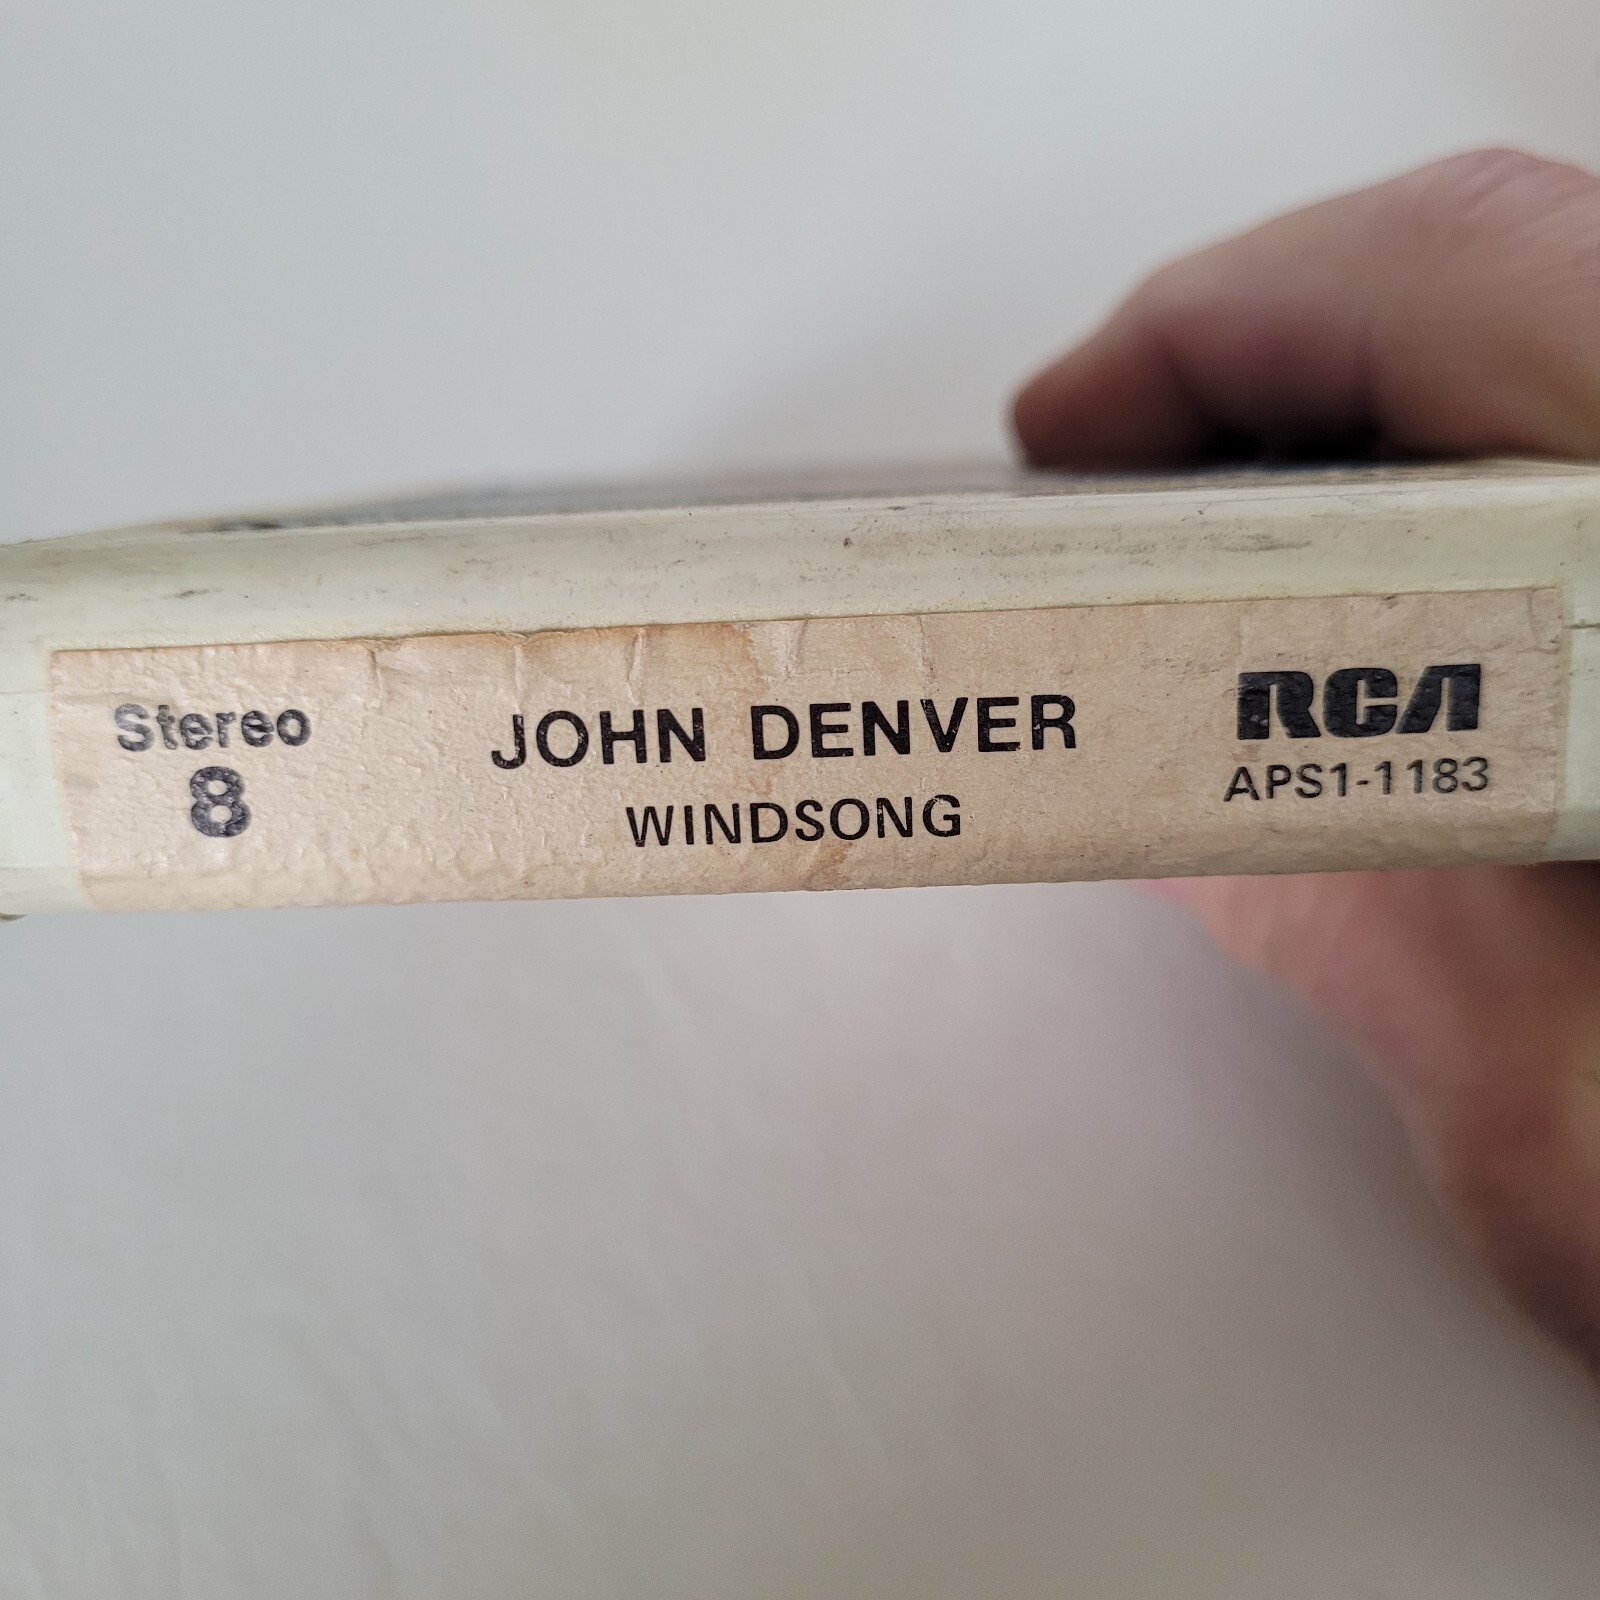 Stereo
8
JOHN DENVER
WINDSONG
RCA
APS1-1183